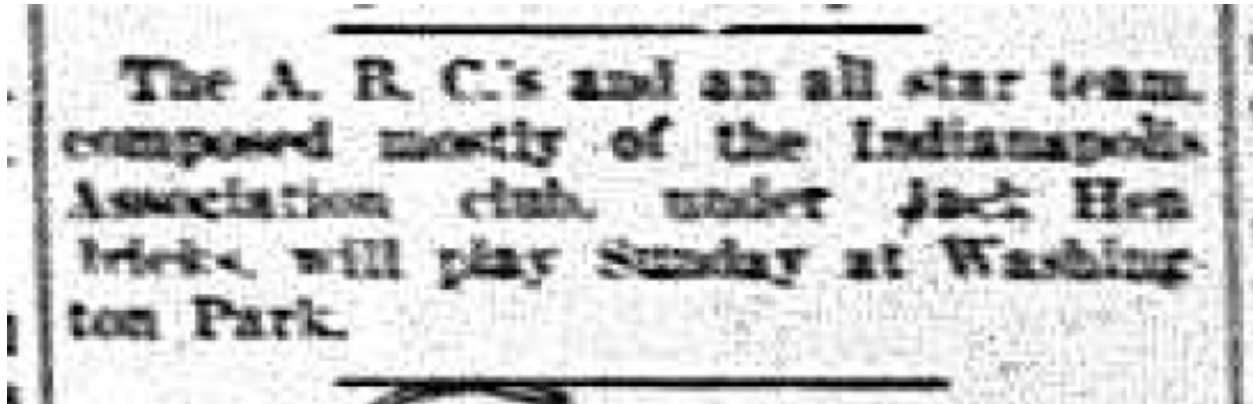 The A. B. C.'s and an all star team,
composed mostly of the Indianapolis
Association club, under Jack Hen
bricks, will play Sunday at Washing-
ton Park.